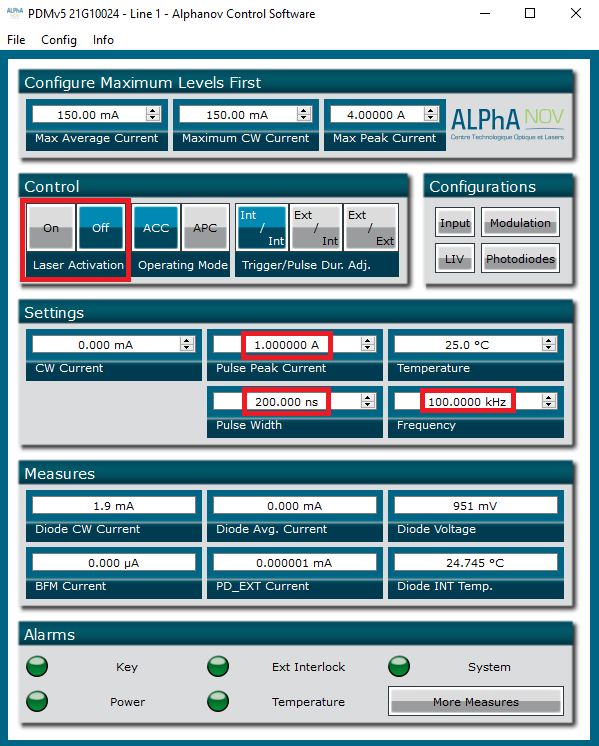 ALPhA NOV
PDMv5 21G10024 - Line 1 - Alphanov Control Software
File Config Info
Configure Maximum Levels First
150.00 mA 150.00 mA 4.00000 A
Max Average Current Maximum CW Current Max Peak Current
ALPhA NOV
Centre Technologique Optique et Lasers
Control Configurations
On Off ACC APC Int / Int Ext / Int Ext / Ext Input Modulation
Laser Activation Operating Mode Trigger/Pulse Dur. Adj. LIV Photodiodes
Settings
0.000 mA 1.000000 A 25.0 °C
CW Current Pulse Peak Current Temperature
200.000 ns 100.0000 kHz
Pulse Width Frequency
Measures
1.9 mA 0.000 mA 951 mV
Diode CW Current Diode Avg. Current Diode Voltage
0.000 µA 0.000001 mA 24.745 °C
BFM Current PD_EXT Current Diode INT Temp.
Alarms
Key Ext Interlock System
Power Temperature More Measures